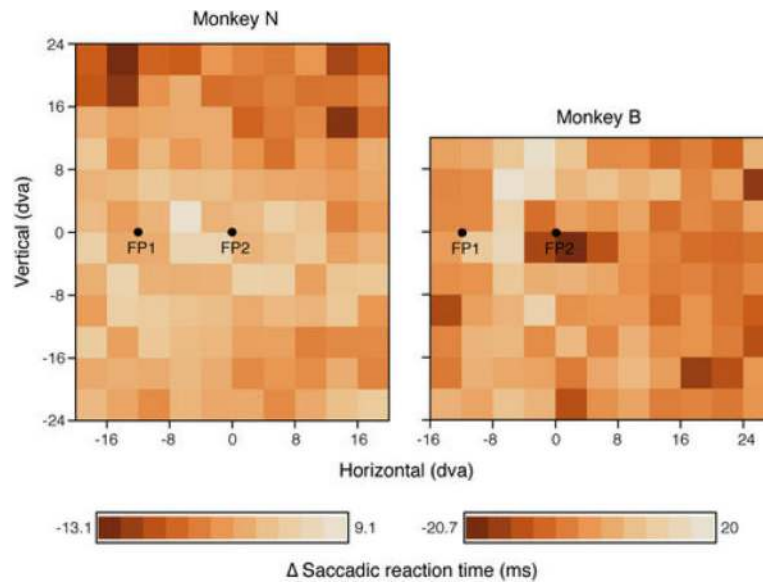 Monkey N
24
16
8
0
-8
-16
-24
Vertical (dva)
FP1
FP2
-16
-8
0
8
16
Monkey B
FP1
FP2
-16
-8
0
8
16
24
Horizontal (dva)
-13.1
9.1
-20.7
20
Δ Saccadic reaction time (ms)